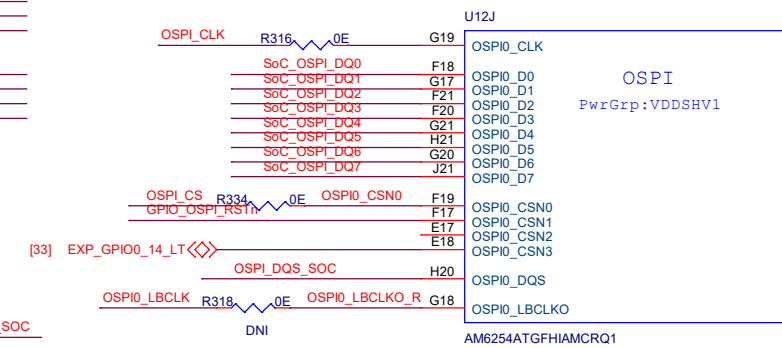 U12J
OSPI_CLK R316 0E G19 OSPI0_CLK
SoC_OSPI_DQ0 F18 OSPI0_D0
SoC_OSPI_DQ1 G17 OSPI0_D1
SoC_OSPI_DQ2 F21 OSPI0_D2
SoC_OSPI_DQ3 F20 OSPI0_D3
SoC_OSPI_DQ4 G21 OSPI0_D4
SoC_OSPI_DQ5 H21 OSPI0_D5
SoC_OSPI_DQ6 G20 OSPI0_D6
SoC_OSPI_DQ7 J21 OSPI0_D7
OSPI
PwrGrp:VDDSHV1
OSPI_CS R334 0E OSPI0_CSN0 F19 OSPI0_CSN0
GPIO_OSPI_RSTn F17 OSPI0_CSN1
E17 OSPI0_CSN2
[33] EXP_GPIO0_14_LT E18 OSPI0_CSN3
OSPI_DQS_SOC H20 OSPI0_DQS
OSPI0_LBCLK R318 0E OSPI0_LBCLKO_R G18 OSPI0_LBCLKO
DNI
_SOC
AM6254ATGFHIAMCRQ1